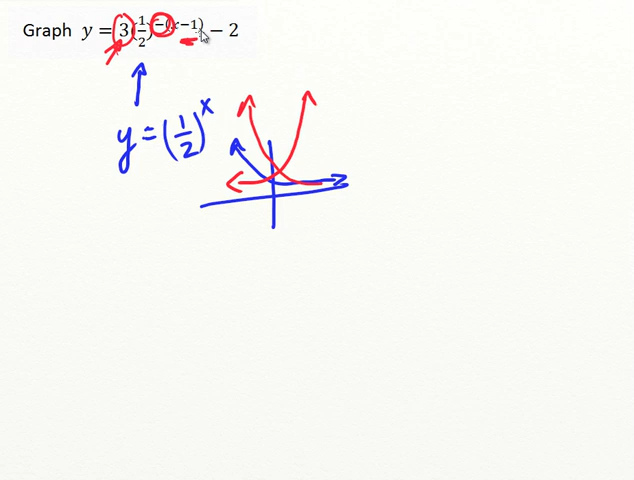 Graph y = 3(1/2)^−(x−1) − 2
y = (1/2)^x